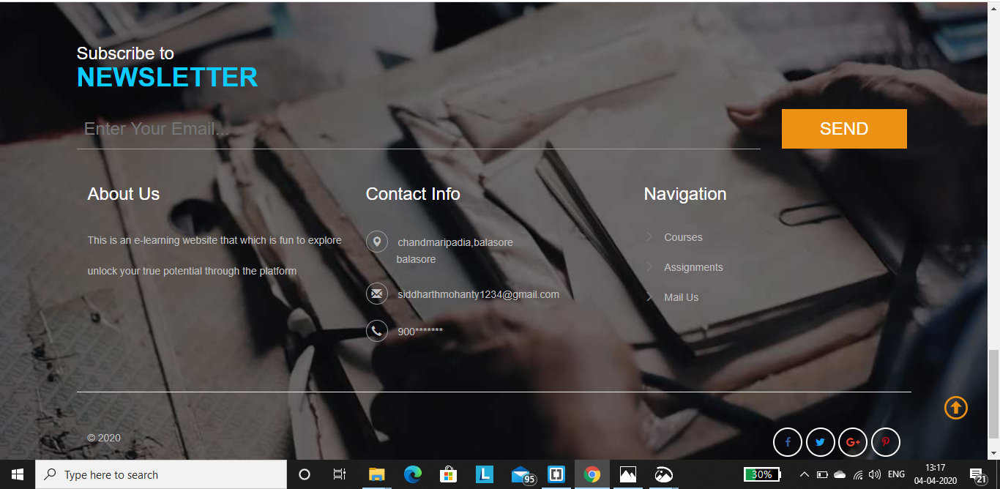 Subscribe to
NEWSLETTER
Enter Your Email...
SEND
About Us
This is an e-learning website that which is fun to explore
unlock your true potential through the platform
Contact Info
chandmaripadia,balasore
balasore
siddharthmohanty1234@gmail.com
900*******
Navigation
Courses
Assignments
Mail Us
© 2020
f
G+
Type here to search
L
95
30%
ENG
13:17
04-04-2020
21